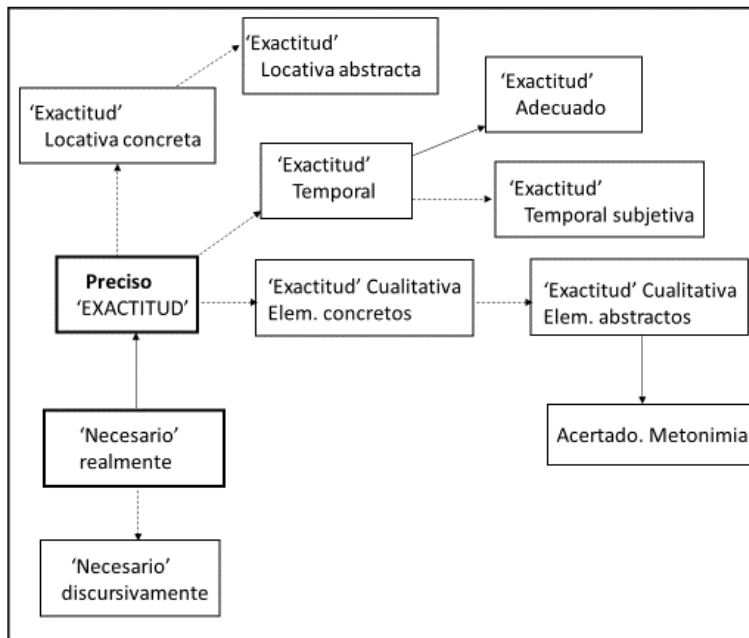 ‘Exactitud’
Locativa abstracta
‘Exactitud’
Adecuado
‘Exactitud’
Locativa concreta
‘Exactitud’
Temporal
‘Exactitud’
Temporal subjetiva
Preciso
‘EXACTITUD’
‘Exactitud’ Cualitativa
Elem. concretos
‘Exactitud’ Cualitativa
Elem. abstractos
‘Necesario’
realmente
Acertado. Metonimia
‘Necesario’
discursivamente